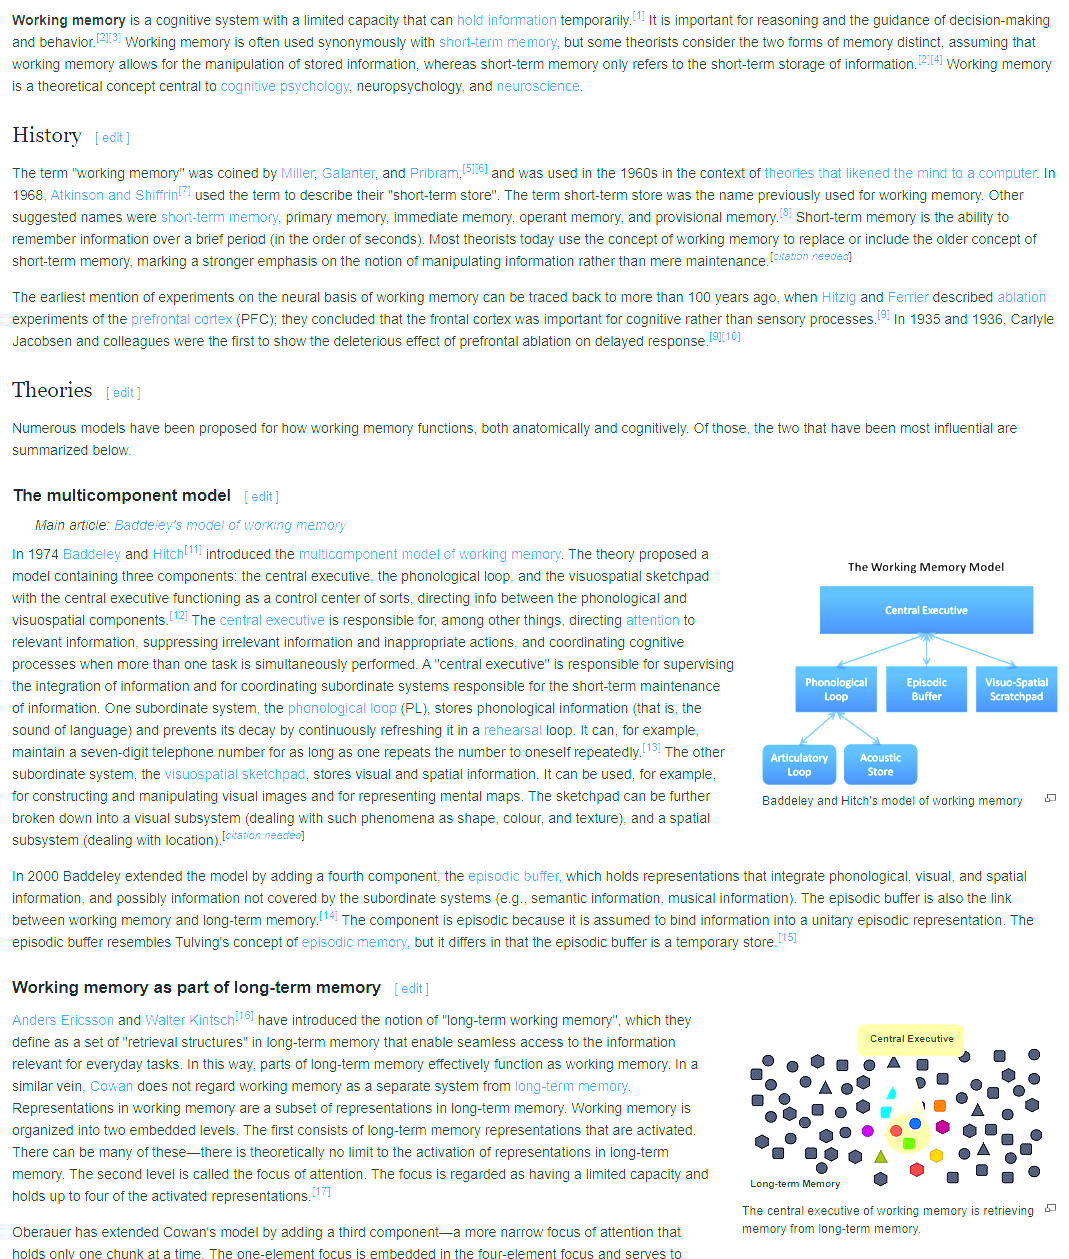 Working memory is a cognitive system with a limited capacity that can hold information temporarily.[1] It is important for reasoning and the guidance of decision-making
and behavior.[2][3] Working memory is often used synonymously with short-term memory, but some theorists consider the two forms of memory distinct, assuming that
working memory allows for the manipulation of stored information, whereas short-term memory only refers to the short-term storage of information.[2][4] Working memory
is a theoretical concept central to cognitive psychology, neuropsychology, and neuroscience.
History [ edit ]
The term "working memory" was coined by Miller, Galanter, and Pribram,[5][6] and was used in the 1960s in the context of theories that likened the mind to a computer. In
1968, Atkinson and Shiffrin[7] used the term to describe their "short-term store". The term short-term store was the name previously used for working memory. Other
suggested names were short-term memory, primary memory, immediate memory, operant memory, and provisional memory.[8] Short-term memory is the ability to
remember information over a brief period (in the order of seconds). Most theorists today use the concept of working memory to replace or include the older concept of
short-term memory, marking a stronger emphasis on the notion of manipulating information rather than mere maintenance.[citation needed]
The earliest mention of experiments on the neural basis of working memory can be traced back to more than 100 years ago, when Hitzig and Ferrier described ablation
experiments of the prefrontal cortex (PFC); they concluded that the frontal cortex was important for cognitive rather than sensory processes.[9] In 1935 and 1936, Carlyle
Jacobsen and colleagues were the first to show the deleterious effect of prefrontal ablation on delayed response.[9][10]
Theories [ edit ]
Numerous models have been proposed for how working memory functions, both anatomically and cognitively. Of those, the two that have been most influential are
summarized below.
The multicomponent model [ edit ]
Main article: Baddeley's model of working memory
In 1974 Baddeley and Hitch[11] introduced the multicomponent model of working memory. The theory proposed a
model containing three components: the central executive, the phonological loop, and the visuospatial sketchpad
with the central executive functioning as a control center of sorts, directing info between the phonological and
visuospatial components.[12] The central executive is responsible for, among other things, directing attention to
relevant information, suppressing irrelevant information and inappropriate actions, and coordinating cognitive
processes when more than one task is simultaneously performed. A "central executive" is responsible for supervising
the integration of information and for coordinating subordinate systems responsible for the short-term maintenance
of information. One subordinate system, the phonological loop (PL), stores phonological information (that is, the
sound of language) and prevents its decay by continuously refreshing it in a rehearsal loop. It can, for example,
maintain a seven-digit telephone number for as long as one repeats the number to oneself repeatedly.[13] The other
subordinate system, the visuospatial sketchpad, stores visual and spatial information. It can be used, for example,
for constructing and manipulating visual images and for representing mental maps. The sketchpad can be further
broken down into a visual subsystem (dealing with such phenomena as shape, colour, and texture), and a spatial
subsystem (dealing with location).[citation needed]
The Working Memory Model
Central Executive
Phonological Loop
Episodic Buffer
Visuo-Spatial Scratchpad
Articulatory Loop
Acoustic Store
Baddeley and Hitch's model of working memory
In 2000 Baddeley extended the model by adding a fourth component, the episodic buffer, which holds representations that integrate phonological, visual, and spatial
information, and possibly information not covered by the subordinate systems (e.g., semantic information, musical information). The episodic buffer is also the link
between working memory and long-term memory.[14] The component is episodic because it is assumed to bind information into a unitary episodic representation. The
episodic buffer resembles Tulving's concept of episodic memory, but it differs in that the episodic buffer is a temporary store.[15]
Working memory as part of long-term memory [ edit ]
Anders Ericsson and Walter Kintsch[16] have introduced the notion of "long-term working memory", which they
define as a set of "retrieval structures" in long-term memory that enable seamless access to the information
relevant for everyday tasks. In this way, parts of long-term memory effectively function as working memory. In a
similar vein, Cowan does not regard working memory as a separate system from long-term memory.
Representations in working memory are a subset of representations in long-term memory. Working memory is
organized into two embedded levels. The first consists of long-term memory representations that are activated.
There can be many of these—there is theoretically no limit to the activation of representations in long-term
memory. The second level is called the focus of attention. The focus is regarded as having a limited capacity and
holds up to four of the activated representations.[17]
Central Executive
Long-term Memory
The central executive of working memory is retrieving
memory from long-term memory.
Oberauer has extended Cowan's model by adding a third component—a more narrow focus of attention that
holds only one chunk at a time. The one-element focus is embedded in the four-element focus and serves to